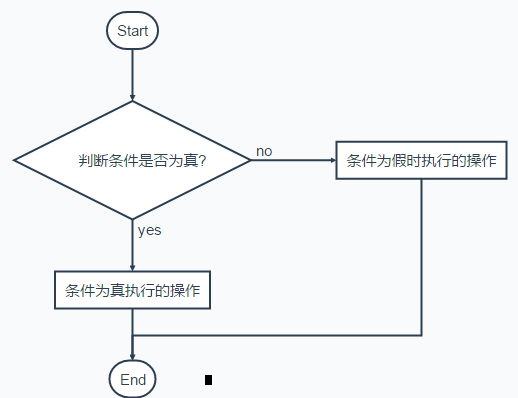 Start
判断条件是否为真?
no
条件为假时执行的操作
yes
条件为真执行的操作
End